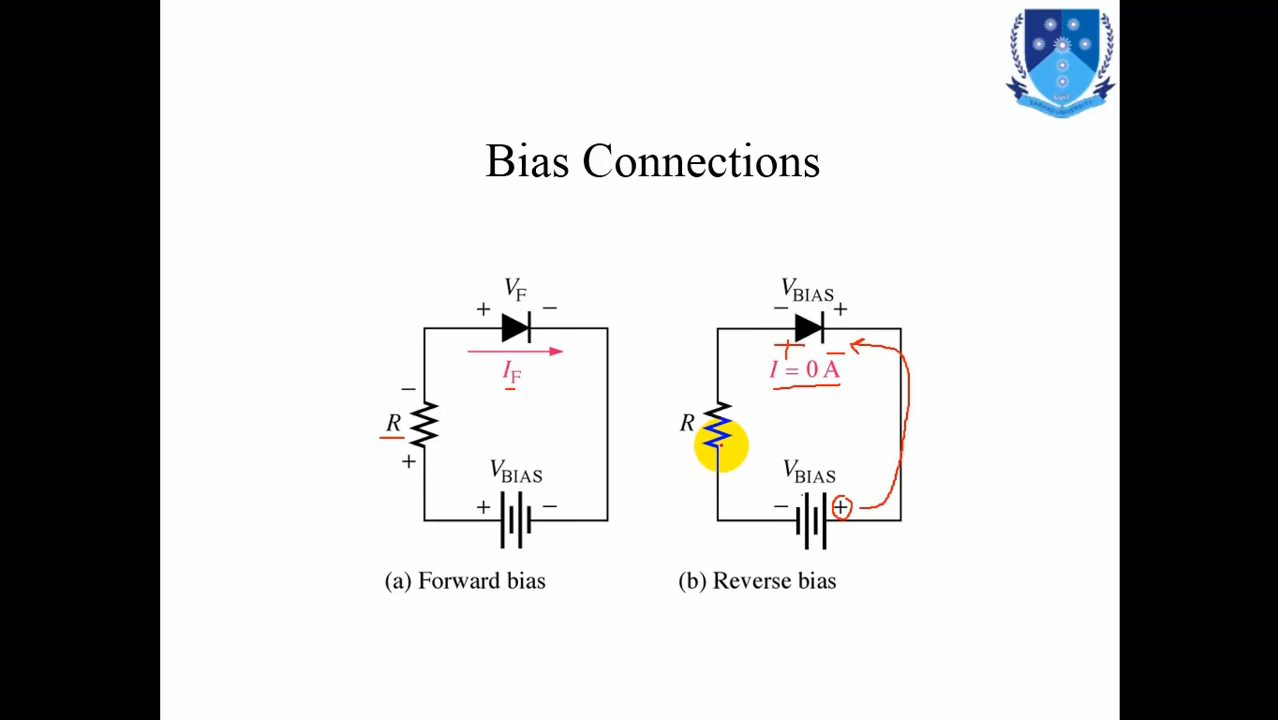 Bias Connections
+ V_F −
I_F
−
R
+
V_BIAS
+ −
(a) Forward bias
V_BIAS
− +
+ −
I = 0 A
R
V_BIAS
− +
(b) Reverse bias